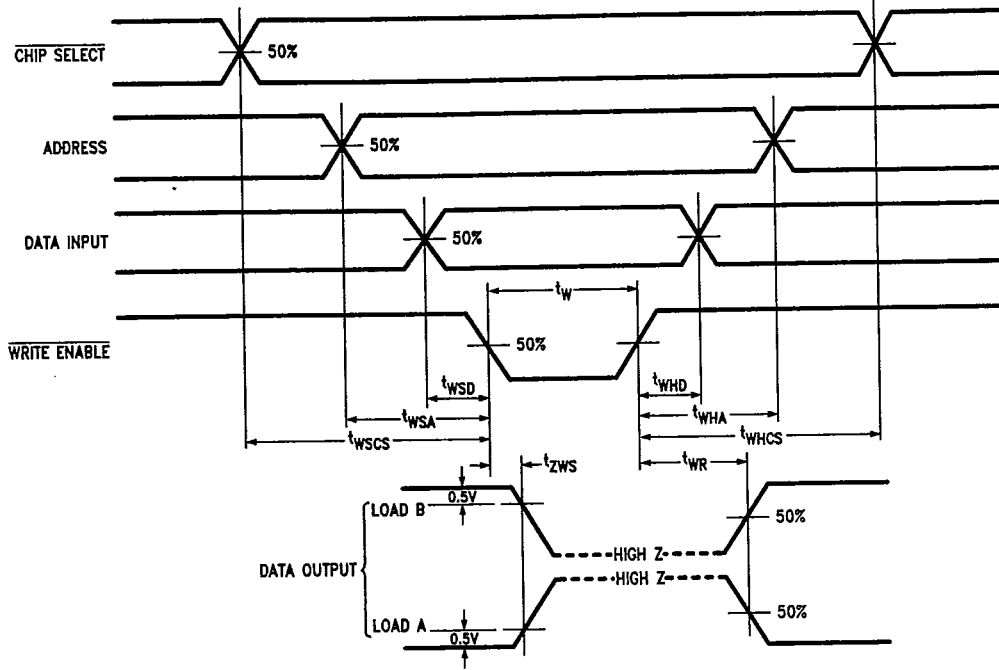 CHIP SELECT
50%
ADDRESS
50%
DATA INPUT
50%
tW
WRITE ENABLE
50%
tWSD
tWHD
tWSA
tWHA
tWSCS
tWHCS
tZWS
tWR
0.5V
LOAD B
50%
DATA OUTPUT
HIGH Z
HIGH Z
LOAD A
0.5V
50%